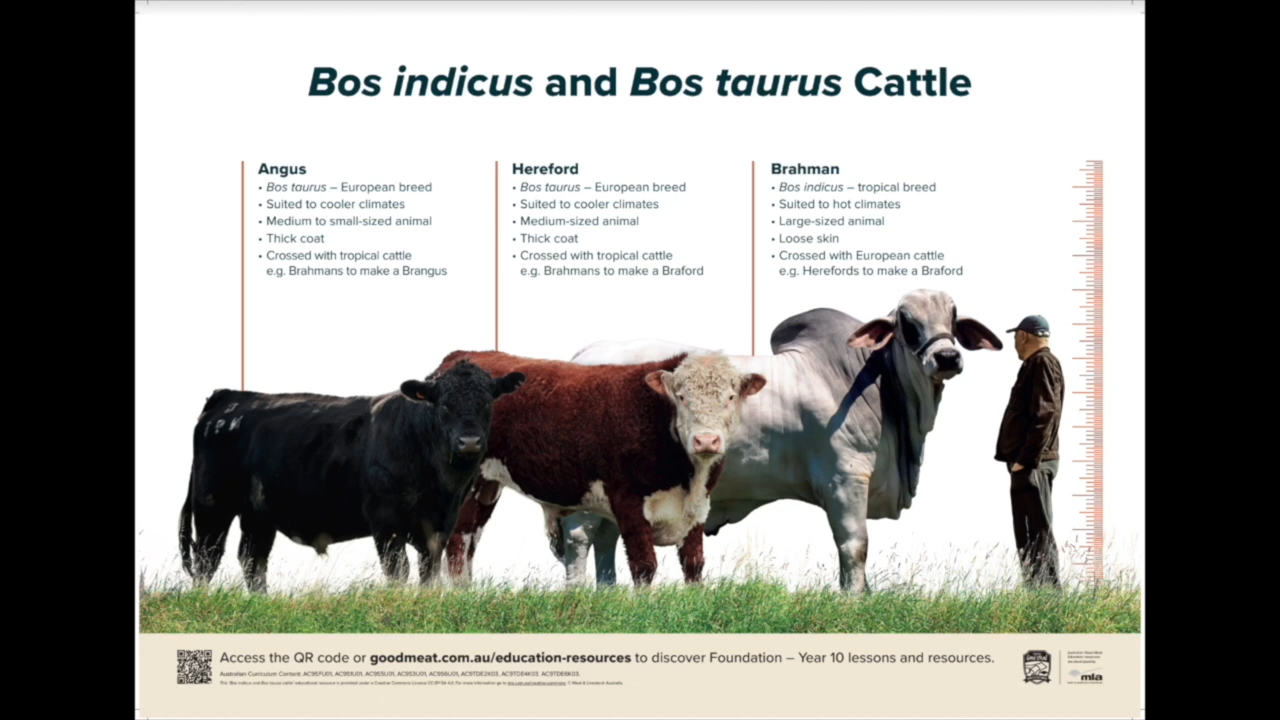 Bos indicus and Bos taurus Cattle
Angus
• Bos taurus – European breed
• Suited to cooler climates
• Medium to small-sized animal
• Thick coat
• Crossed with tropical cattle
e.g. Brahmans to make a Brangus
Hereford
• Bos taurus – European breed
• Suited to cooler climates
• Medium-sized animal
• Thick coat
• Crossed with tropical cattle
e.g. Brahmans to make a Braford
Brahman
• Bos indicus – tropical breed
• Suited to hot climates
• Large-sized animal
• Loose skin
• Crossed with European cattle
e.g. Herefords to make a Braford
Access the QR code or goodmeat.com.au/education-resources to discover Foundation – Year 10 lessons and resources.
Australian Curriculum Content:
mla